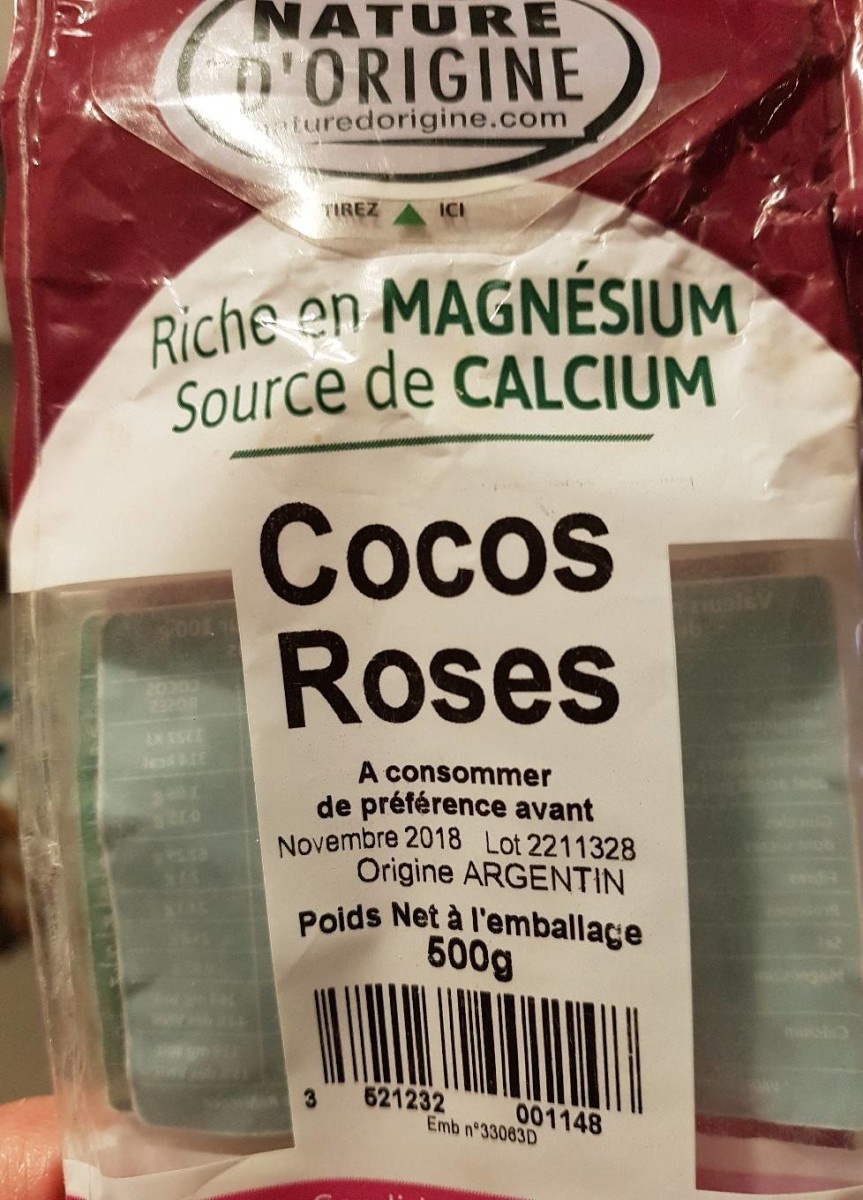 NATURE
D'ORIGINE
naturedorigine.com
TIREZ ICI
Riche en MAGNÉSIUM
Source de CALCIUM
Cocos
Roses
A consommer
de préférence avant
Novembre 2018 Lot 2211328
Origine ARGENTIN
Poids Net à l'emballage
500g
3 521232 001148
Emb n°33063D